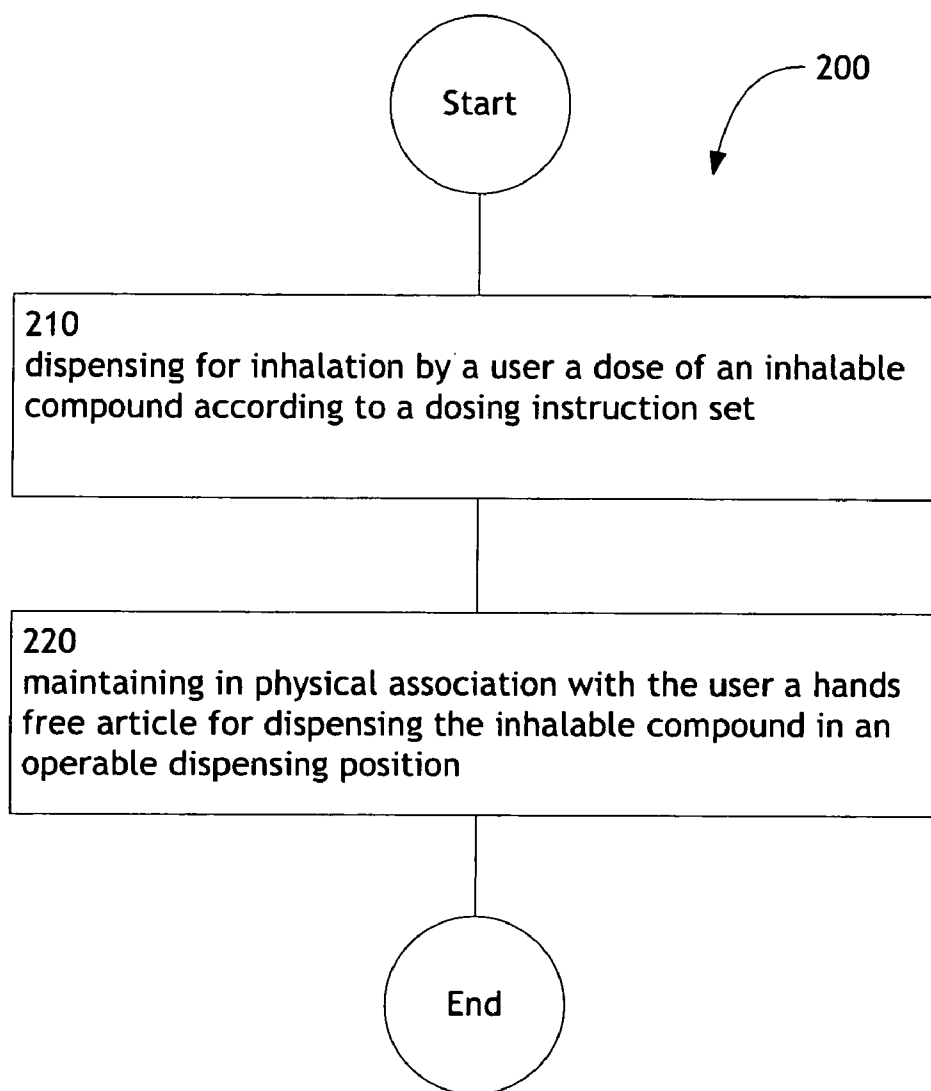 Start
200
210
dispensing for inhalation by a user a dose of an inhalable
compound according to a dosing instruction set
220
maintaining in physical association with the user a hands
free article for dispensing the inhalable compound in an
operable dispensing position
End